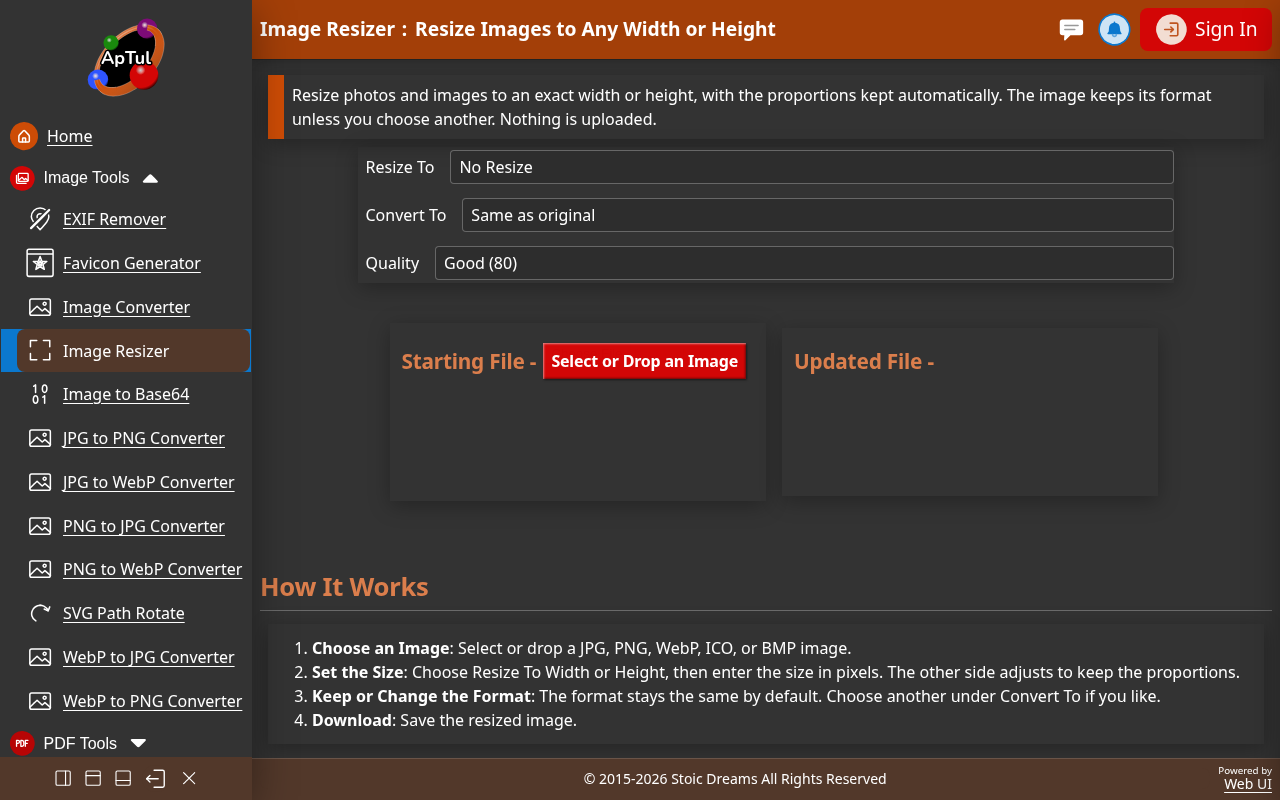 ApTul
Home
Image Tools
EXIF Remover
Favicon Generator
Image Converter
Image Resizer
Image to Base64
JPG to PNG Converter
JPG to WebP Converter
PNG to JPG Converter
PNG to WebP Converter
SVG Path Rotate
WebP to JPG Converter
WebP to PNG Converter
PDF PDF Tools
Image Resizer : Resize Images to Any Width or Height
Sign In
Resize photos and images to an exact width or height, with the proportions kept automatically. The image keeps its format
unless you choose another. Nothing is uploaded.
Resize To No Resize
Convert To Same as original
Quality Good (80)
Starting File - Select or Drop an Image
Updated File -
How It Works
1. Choose an Image: Select or drop a JPG, PNG, WebP, ICO, or BMP image.
2. Set the Size: Choose Resize To Width or Height, then enter the size in pixels. The other side adjusts to keep the proportions.
3. Keep or Change the Format: The format stays the same by default. Choose another under Convert To if you like.
4. Download: Save the resized image.
© 2015-2026 Stoic Dreams All Rights Reserved
Powered by
Web UI